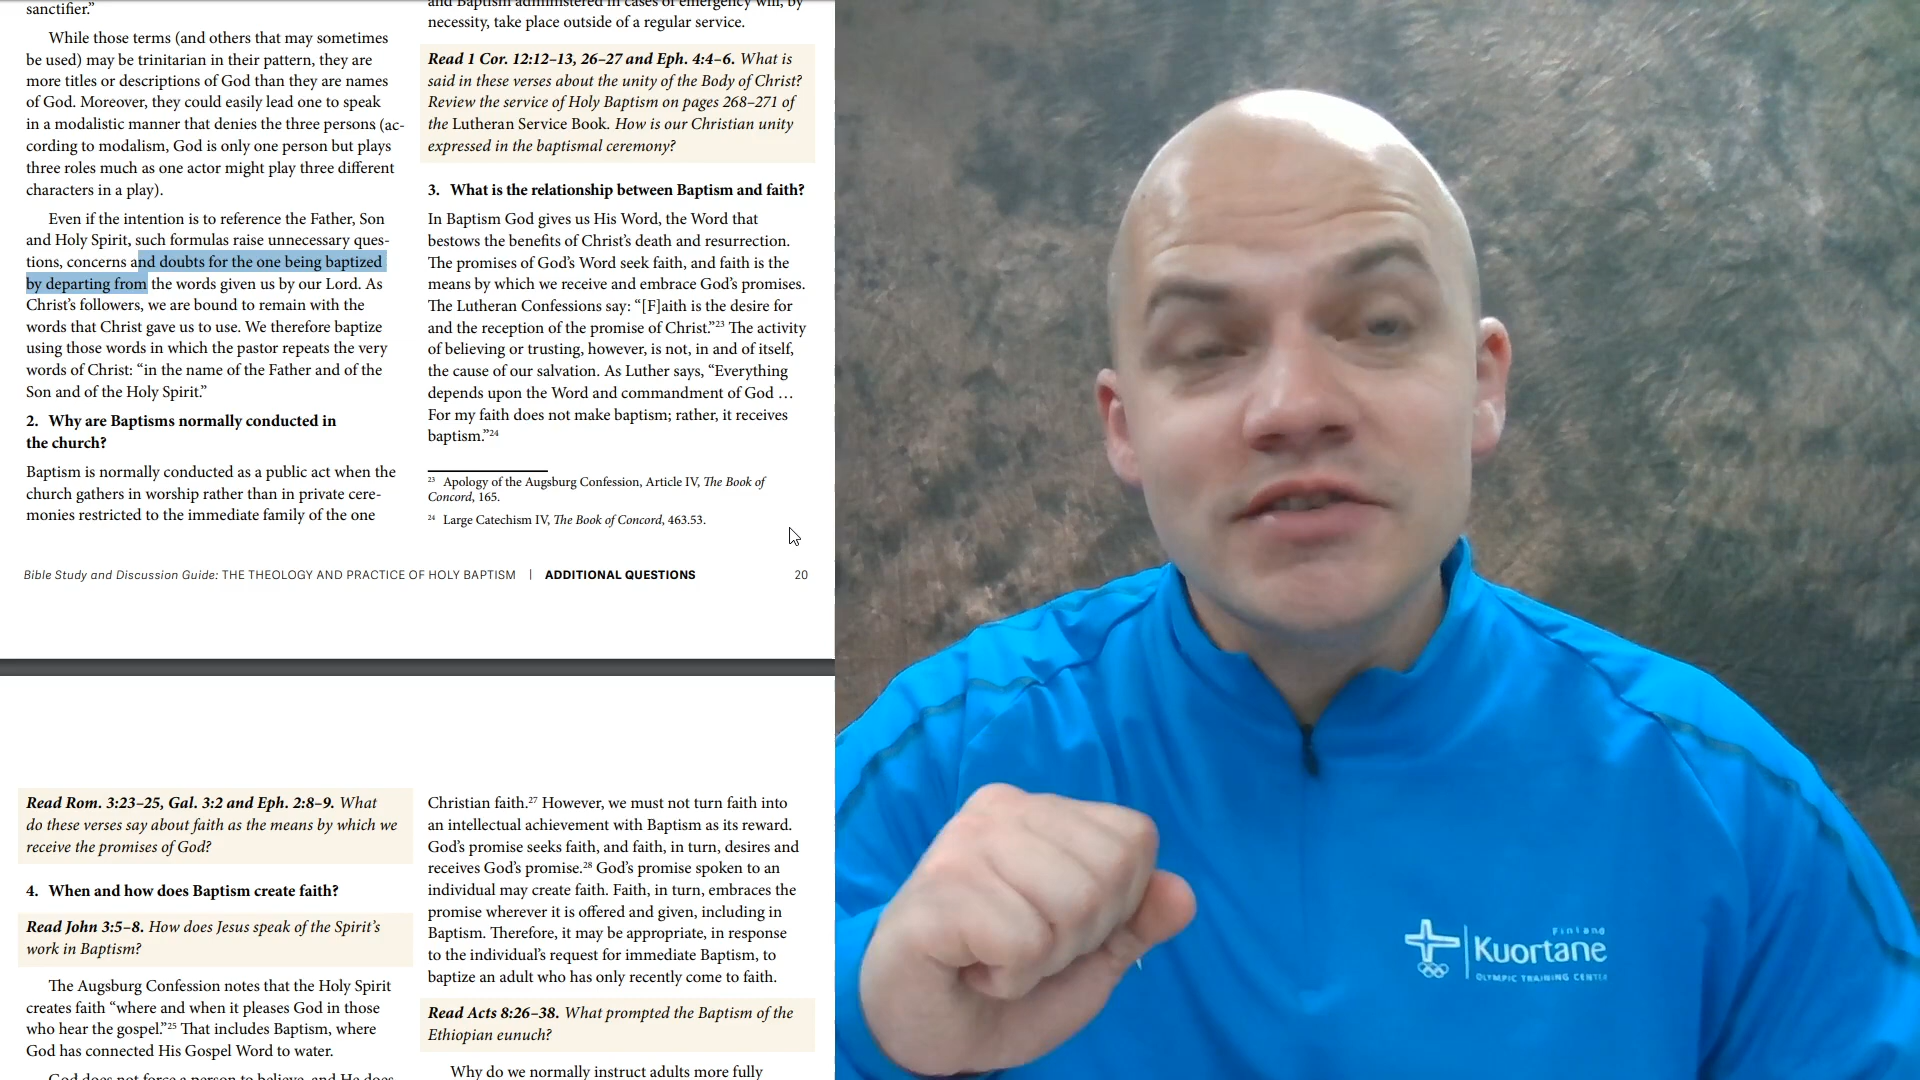 sanctifier.”
While those terms (and others that may sometimes
be used) may be trinitarian in their pattern, they are
more titles or descriptions of God than they are names
of God. Moreover, they could easily lead one to speak
in a modalistic manner that denies the three persons (ac-
cording to modalism, God is only one person but plays
three roles much as one actor might play three different
characters in a play).
Even if the intention is to reference the Father, Son
and Holy Spirit, such formulas raise unnecessary ques-
tions, concerns and doubts for the one being baptized
by departing from the words given us by our Lord. As
Christ’s followers, we are bound to remain with the
words that Christ gave us to use. We therefore baptize
using those words in which the pastor repeats the very
words of Christ: “in the name of the Father and of the
Son and of the Holy Spirit.”
2. Why are Baptisms normally conducted in
the church?
Baptism is normally conducted as a public act when the
church gathers in worship rather than in private cere-
monies restricted to the immediate family of the one
and Baptism administered in cases of emergency will, by
necessity, take place outside of a regular service.
Read 1 Cor. 12:12–13, 26–27 and Eph. 4:4–6. What is
said in these verses about the unity of the Body of Christ?
Review the service of Holy Baptism on pages 268–271 of
the Lutheran Service Book. How is our Christian unity
expressed in the baptismal ceremony?
3. What is the relationship between Baptism and faith?
In Baptism God gives us His Word, the Word that
bestows the benefits of Christ’s death and resurrection.
The promises of God’s Word seek faith, and faith is the
means by which we receive and embrace God’s promises.
The Lutheran Confessions say: “[F]aith is the desire for
and the reception of the promise of Christ.”23 The activity
of believing or trusting, however, is not, in and of itself,
the cause of our salvation. As Luther says, “Everything
depends upon the Word and commandment of God …
For my faith does not make baptism; rather, it receives
baptism.”24
23 Apology of the Augsburg Confession, Article IV, The Book of
Concord, 165.
24 Large Catechism IV, The Book of Concord, 463.53.
Bible Study and Discussion Guide: THE THEOLOGY AND PRACTICE OF HOLY BAPTISM | ADDITIONAL QUESTIONS 20
Read Rom. 3:23–25, Gal. 3:2 and Eph. 2:8–9. What
do these verses say about faith as the means by which we
receive the promises of God?
4. When and how does Baptism create faith?
Read John 3:5–8. How does Jesus speak of the Spirit’s
work in Baptism?
The Augsburg Confession notes that the Holy Spirit
creates faith “where and when it pleases God in those
who hear the gospel.”25 That includes Baptism, where
God has connected His Gospel Word to water.
God does not force a person to believe, and He does
Christian faith.27 However, we must not turn faith into
an intellectual achievement with Baptism as its reward.
God’s promise seeks faith, and faith, in turn, desires and
receives God’s promise.28 God’s promise spoken to an
individual may create faith. Faith, in turn, embraces the
promise wherever it is offered and given, including in
Baptism. Therefore, it may be appropriate, in response
to the individual’s request for immediate Baptism, to
baptize an adult who has only recently come to faith.
Read Acts 8:26–38. What prompted the Baptism of the
Ethiopian eunuch?
Why do we normally instruct adults more fully
Finland
Kuortane
OLYMPIC TRAINING CENTER